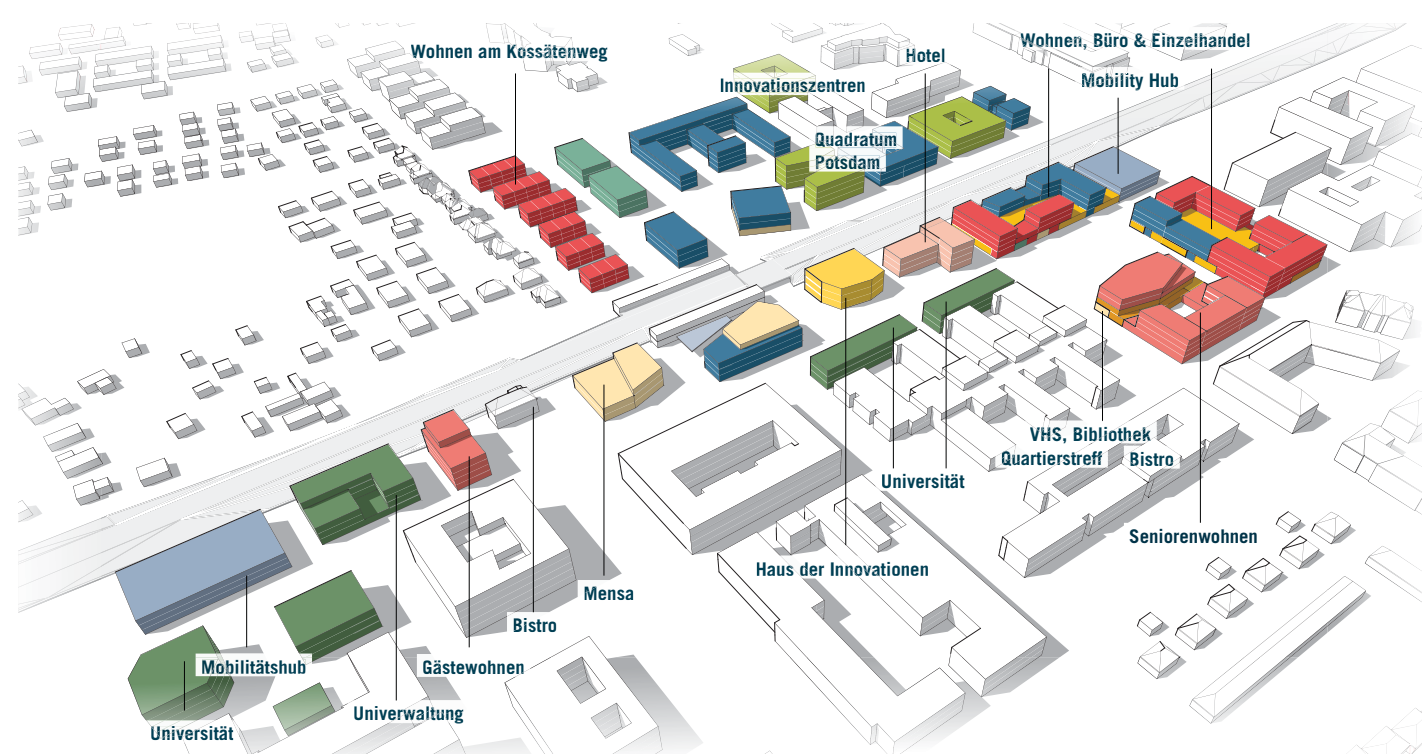 Wohnen am Kossätenweg
Wohnen, Büro & Einzelhandel
Hotel
Mobility Hub
Innovationszentren
Quadratum
Potsdam
VHS, Bibliothek
Quartierstreff
Bistro
Universität
Seniorenwohnen
Haus der Innovationen
Mensa
Bistro
Gästewohnen
Mobilitätshub
Univerwaltung
Universität